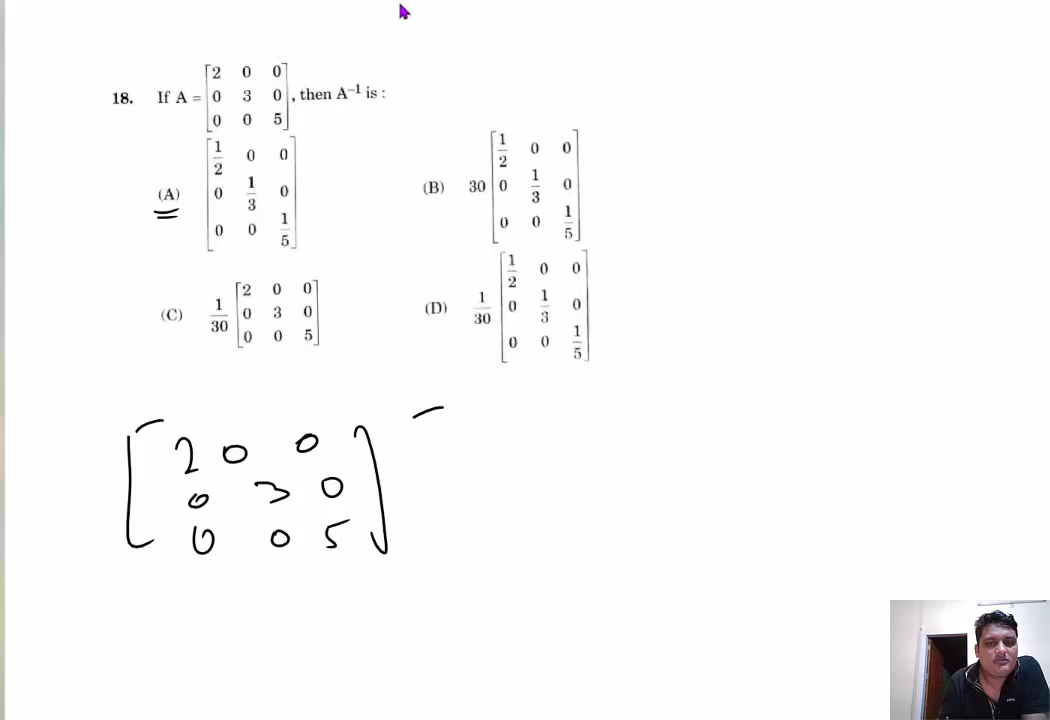 18. If A = [2 0 0
0 3 0
0 0 5], then A⁻¹ is :
(A) [1/2 0 0
0 1/3 0
0 0 1/5]
(B) 30 [1/2 0 0
0 1/3 0
0 0 1/5]
(C) 1/30 [2 0 0
0 3 0
0 0 5]
(D) 1/30 [1/2 0 0
0 1/3 0
0 0 1/5]
[2 0 0
0 3 0
0 0 5] –